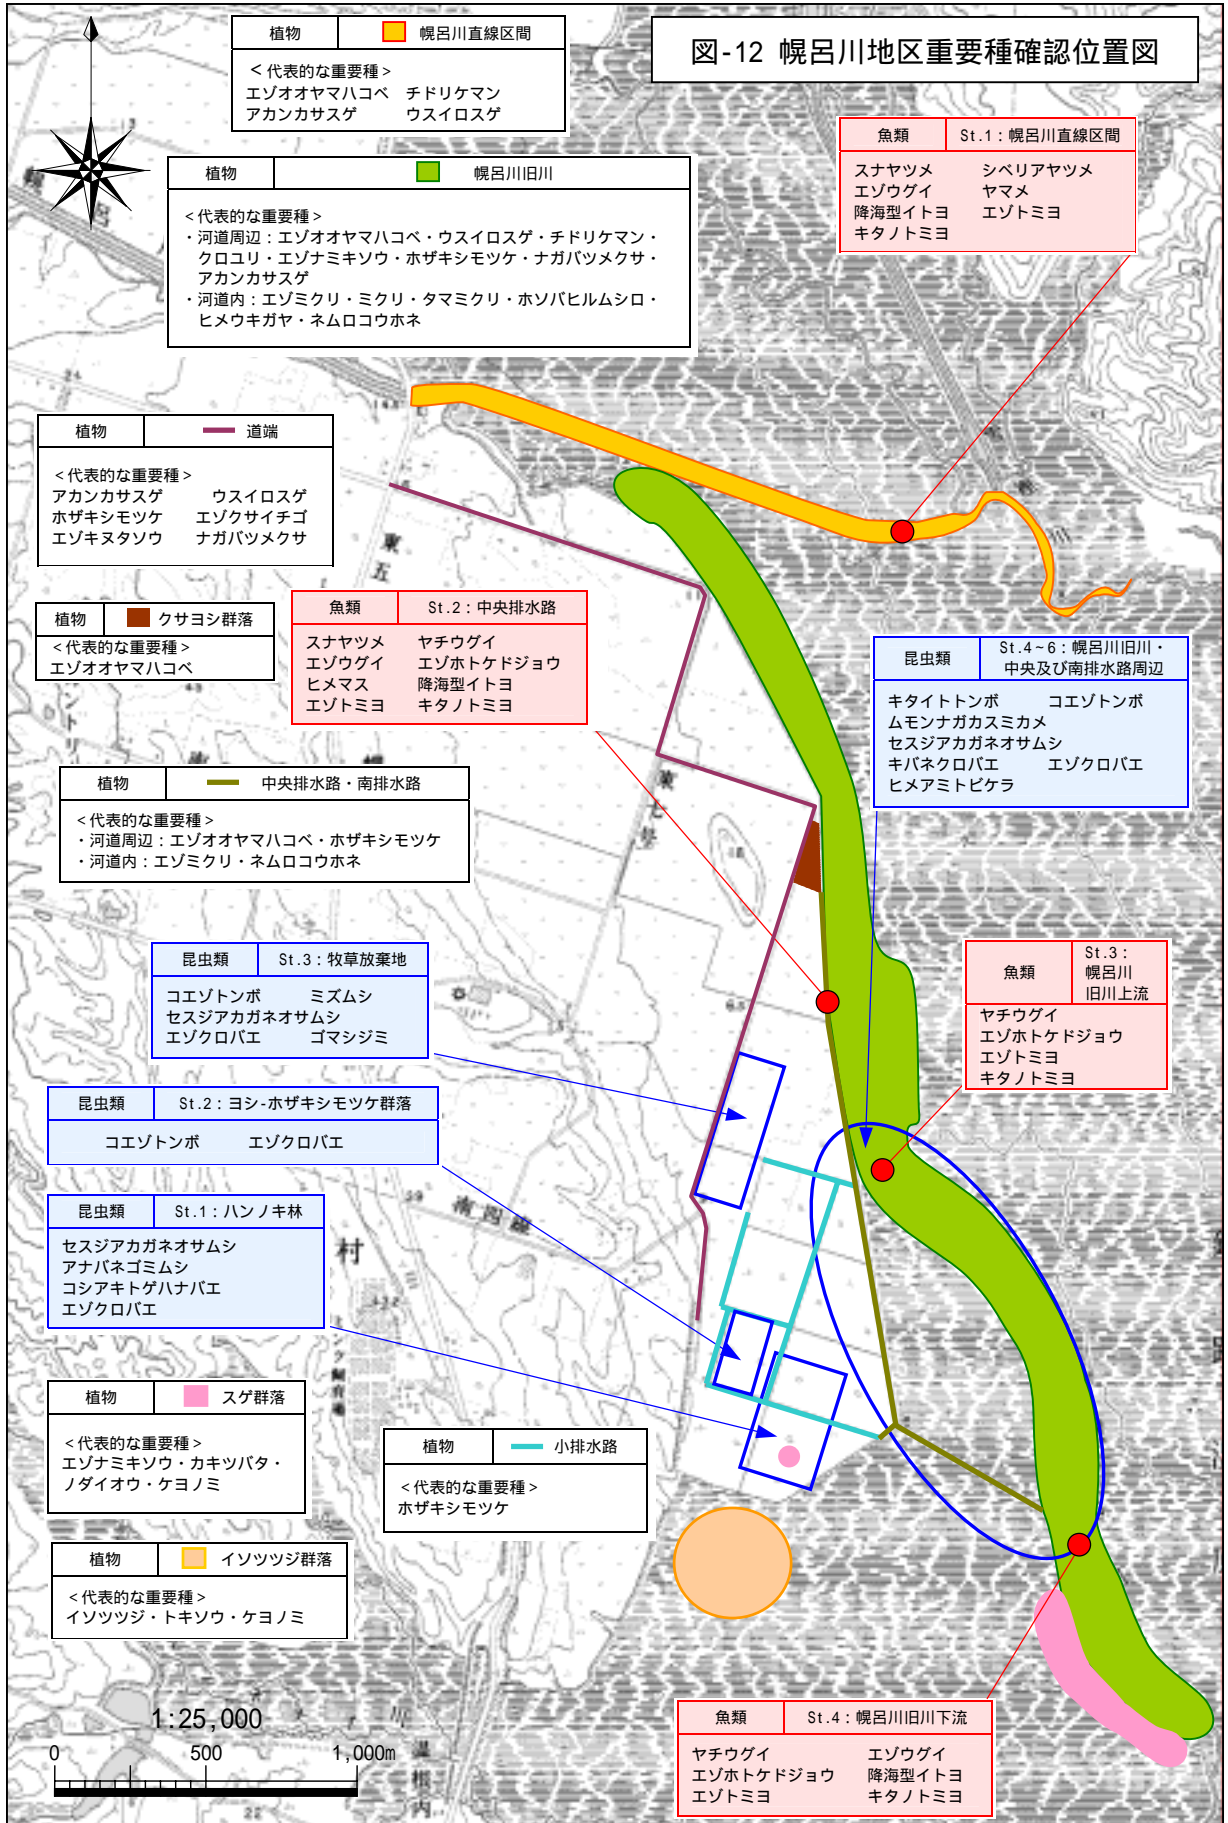 図-12 幌呂川地区重要種確認位置図
植物 幌呂川直線区間
＜代表的な重要種＞
エゾオオヤマハコベ チドリケマン
アカンカサスゲ ウスイロスゲ
植物 幌呂川旧川
＜代表的な重要種＞
・河道周辺：エゾオオヤマハコベ・ウスイロスゲ・チドリケマン・
クロユリ・エゾナミキソウ・ホザキシモツケ・ナガバツメクサ・
アカンカサスゲ
・河道内：エゾミクリ・ミクリ・タマミクリ・ホソバヒルムシロ・
ヒメウキガヤ・ネムロコウホネ
魚類 St.1：幌呂川直線区間
スナヤツメ シベリアヤツメ
エゾウグイ ヤマメ
降海型イトヨ エゾトミヨ
キタノトミヨ
植物 道端
＜代表的な重要種＞
アカンカサスゲ ウスイロスゲ
ホザキシモツケ エゾクサイチゴ
エゾキヌタソウ ナガバツメクサ
植物 クサヨシ群落
＜代表的な重要種＞
エゾオオヤマハコベ
魚類 St.2：中央排水路
スナヤツメ ヤチウグイ
エゾウグイ エゾホトケドジョウ
ヒメマス 降海型イトヨ
エゾトミヨ キタノトミヨ
昆虫類 St.4~6：幌呂川旧川・
中央及び南排水路周辺
キタイトトンボ コエゾトンボ
ムモンナガカスミカメ
セスジアカガネオサムシ
キバネクロバエ エゾクロバエ
ヒメアミトビケラ
植物 中央排水路・南排水路
＜代表的な重要種＞
・河道周辺：エゾオオヤマハコベ・ホザキシモツケ
・河道内：エゾミクリ・ネムロコウホネ
昆虫類 St.3：牧草放棄地
コエゾトンボ ミズムシ
セスジアカガネオサムシ
エゾクロバエ ゴマシジミ
魚類 St.3：
幌呂川
旧川上流
ヤチウグイ
エゾホトケドジョウ
エゾトミヨ
キタノトミヨ
昆虫類 St.2：ヨシ-ホザキシモツケ群落
コエゾトンボ エゾクロバエ
昆虫類 St.1：ハンノキ林
セスジアカガネオサムシ
アナバネゴミムシ
コシアキトゲハナバエ
エゾクロバエ
植物 スゲ群落
＜代表的な重要種＞
エゾナミキソウ・カキツバタ・
ノダイオウ・ケヨノミ
植物 小排水路
＜代表的な重要種＞
ホザキシモツケ
植物 イソツツジ群落
＜代表的な重要種＞
イソツツジ・トキソウ・ケヨノミ
魚類 St.4：幌呂川旧川下流
ヤチウグイ エゾウグイ
エゾホトケドジョウ 降海型イトヨ
エゾトミヨ キタノトミヨ
1:25,000
0 500 1,000m
東五
東七号
南四線
村
22